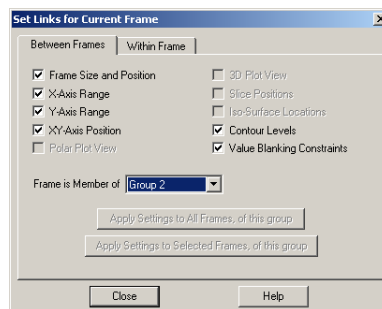 Set Links for Current Frame
Between Frames
Within Frame
Frame Size and Position
3D Plot View
X-Axis Range
Slice Positions
Y-Axis Range
Iso-Surface Locations
XY-Axis Position
Contour Levels
Polar Plot View
Value Blanking Constraints
Frame is Member of Group 2
Apply Settings to All Frames, of this group
Apply Settings to Selected Frames, of this group
Close
Help